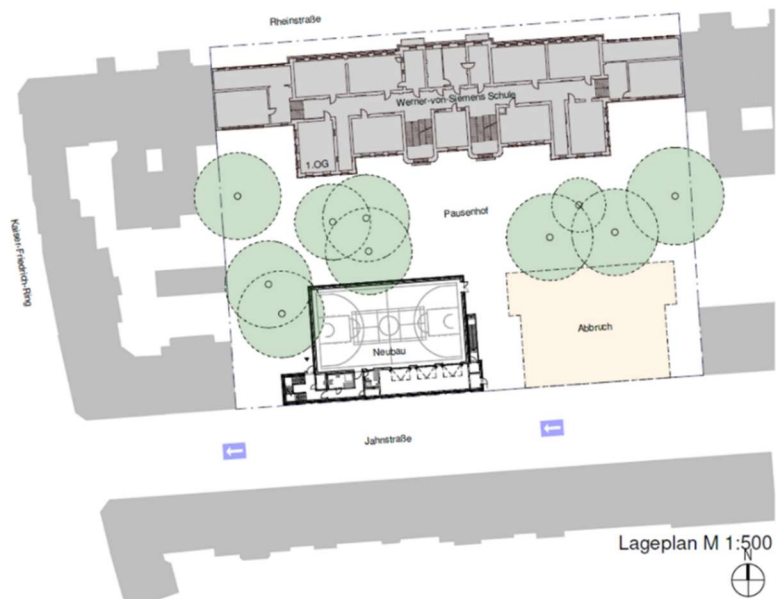 Rheinstraße
Werner-von-Siemens Schule
1.OG
Pausenhof
Kaiser-Friedrich-Ring
Abbruch
Neubau
Jahnstraße
Lageplan M 1:500
N